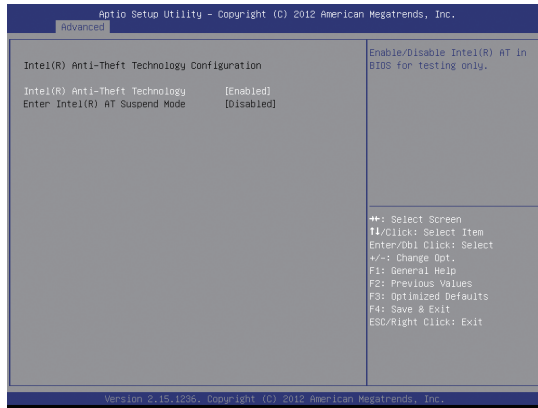 Aptio Setup Utility – Copyright (C) 2012 American Megatrends, Inc.
Advanced
Intel(R) Anti-Theft Technology Configuration
Intel(R) Anti-Theft Technology [Enabled]
Enter Intel(R) AT Suspend Mode [Disabled]
Enable/Disable Intel(R) AT in
BIOS for testing only.
→←: Select Screen
↑↓/Click: Select Item
Enter/Dbl Click: Select
+/-: Change Opt.
F1: General Help
F2: Previous Values
F3: Optimized Defaults
F4: Save & Exit
ESC/Right Click: Exit
Version 2.15.1236. Copyright (C) 2012 American Megatrends, Inc.